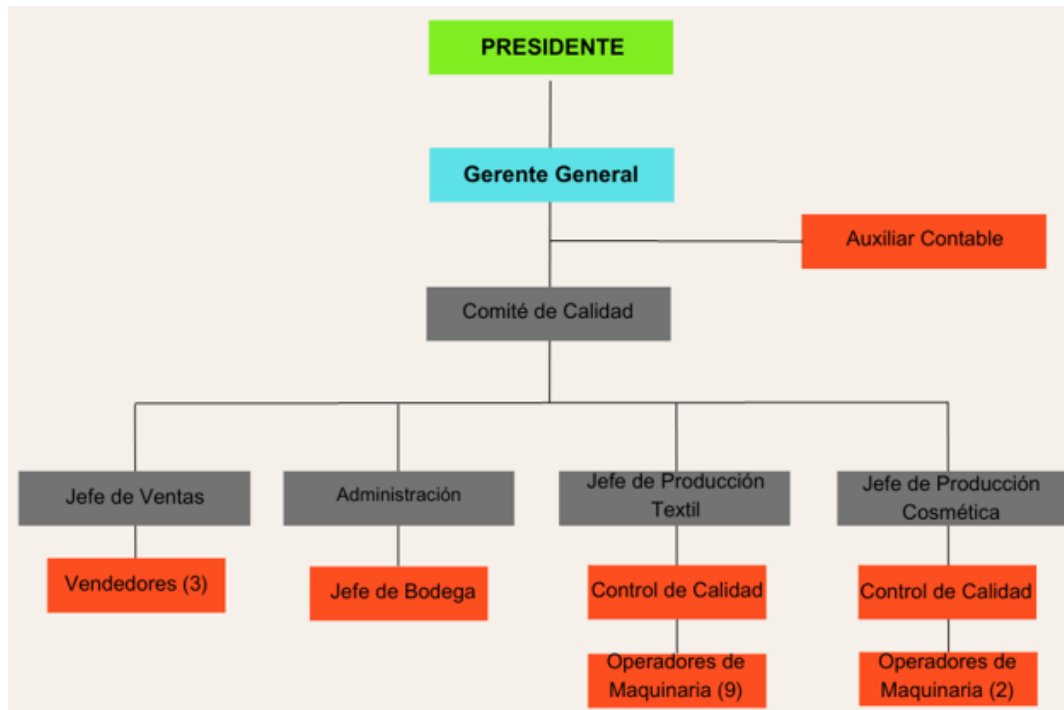 PRESIDENTE
Gerente General
Auxiliar Contable
Comité de Calidad
Jefe de Ventas
Administración
Jefe de Producción
Textil
Jefe de Producción
Cosmética
Vendedores (3)
Jefe de Bodega
Control de Calidad
Control de Calidad
Operadores de
Maquinaria (9)
Operadores de
Maquinaria (2)